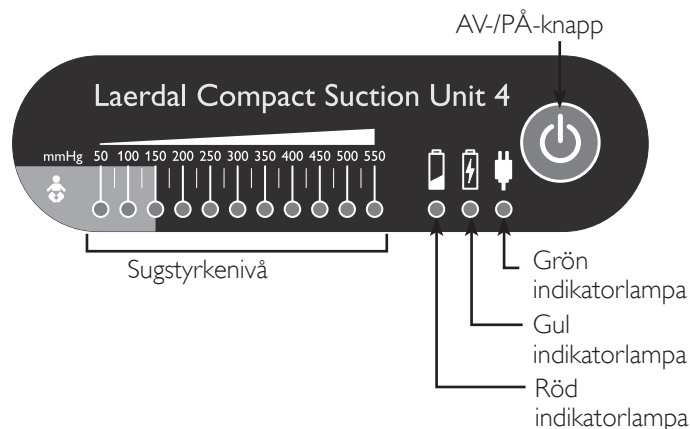 AV-/PÅ-knapp
Laerdal Compact Suction Unit 4
mmHg 50 100 150 200 250 300 350 400 450 500 550
Sugstyrkenivå
Grön
indikatorlampa
Gul
indikatorlampa
Röd
indikatorlampa